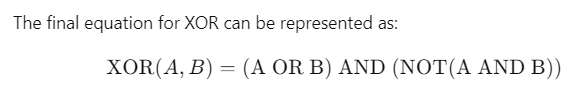 The final equation for XOR can be represented as:
XOR(A, B) = (A OR B) AND (NOT(A AND B))